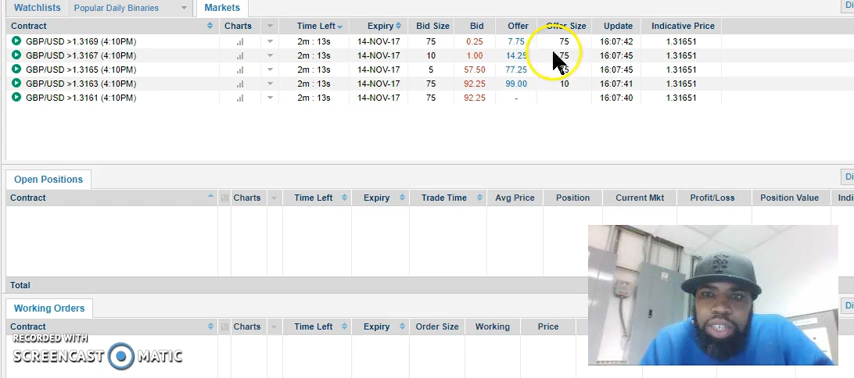 Watchlists Popular Daily Binaries Markets Di
Contract Charts Time Left Expiry Bid Size Bid Offer Offer Size Update Indicative Price
GBP/USD >1.3169 (4:10PM) 2m : 13s 14-NOV-17 75 0.25 7.75 75 16:07:42 1.31651
GBP/USD >1.3167 (4:10PM) 2m : 13s 14-NOV-17 10 1.00 14.25 75 16:07:45 1.31651
GBP/USD >1.3165 (4:10PM) 2m : 13s 14-NOV-17 5 57.50 77.25 16:07:45 1.31651
GBP/USD >1.3163 (4:10PM) 2m : 13s 14-NOV-17 75 92.25 99.00 10 16:07:41 1.31651
GBP/USD >1.3161 (4:10PM) 2m : 13s 14-NOV-17 75 92.25 - 16:07:40 1.31651
Open Positions Di
Contract Charts Time Left Expiry Trade Time Avg Price Position Current Mkt Profit/Loss Position Value Indi
Total
Working Orders Di
Contract Charts Time Left Expiry Order Size Working Price
RECORDED WITH
SCREENCAST MATIC